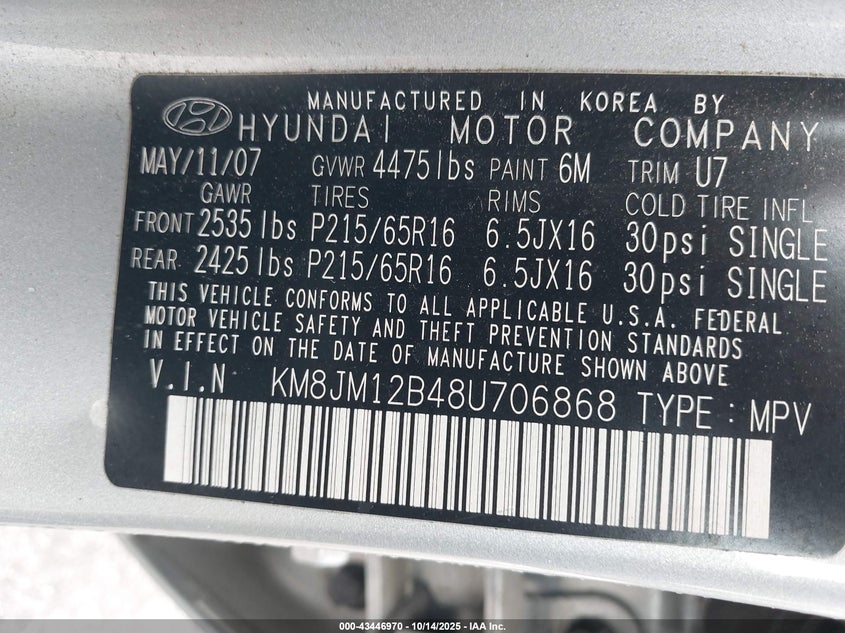 MANUFACTURED IN KOREA BY
HYUNDAI MOTOR COMPANY
MAY/11/07 GVWR 4475lbs PAINT 6M TRIM U7
GAWR TIRES RIMS COLD TIRE INFL
FRONT 2535lbs P215/65R16 6.5JX16 30psi SINGLE
REAR 2425lbs P215/65R16 6.5JX16 30psi SINGLE
THIS VEHICLE CONFORMS TO ALL APPLICABLE U.S.A. FEDERAL
MOTOR VEHICLE SAFETY AND THEFT PREVENTION STANDARDS
IN EFFECT ON THE DATE OF MANUFACTURE SHOWN ABOVE
V.I.N KM8JM12B48U706868 TYPE : MPV
000-43446970 - 10/14/2025 - IAA Inc.